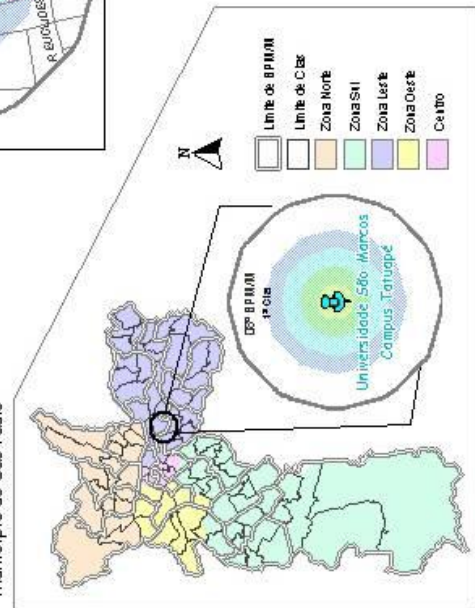 R. EUCLIDES
Município de São Paulo
N
Limite de BPM/M
Limite de Cias
Zona Norte
Zona Sul
Zona Leste
Zona Oeste
Centro
1ª Cia
Universidade São Marcos
Campus Tatuapé